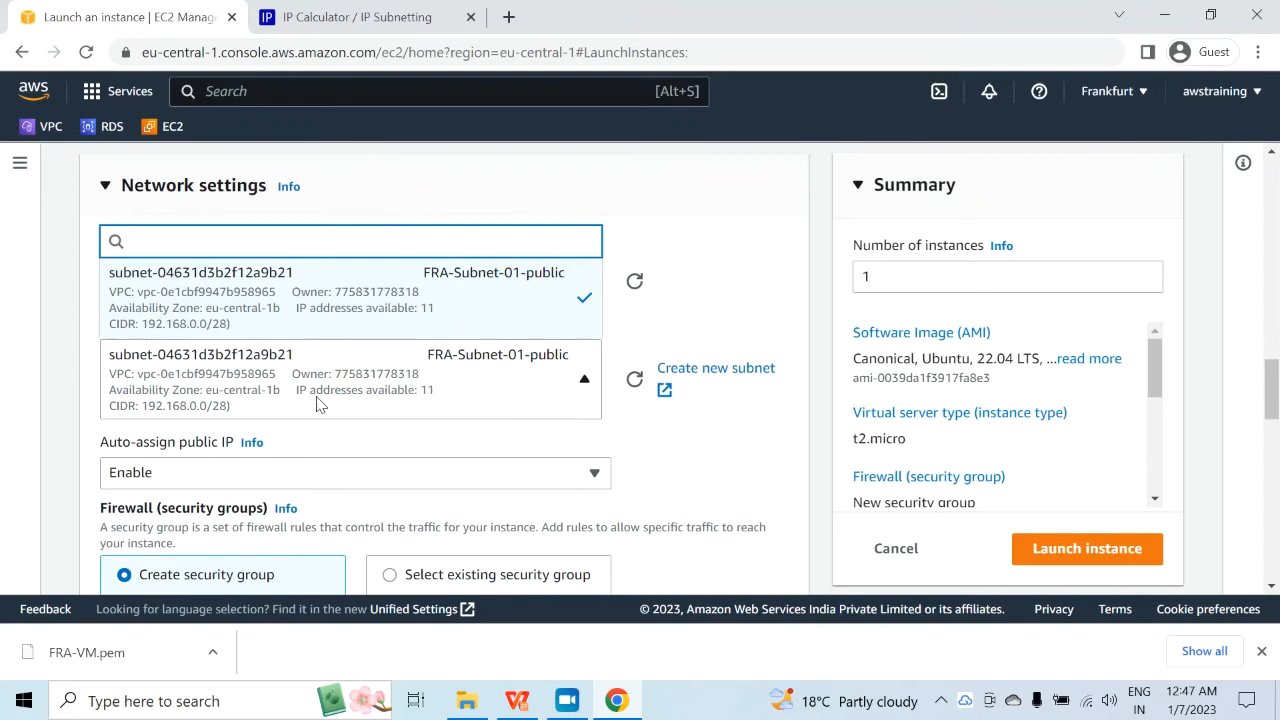 Launch an instance | EC2 Manage
IP Calculator / IP Subnetting
eu-central-1.console.aws.amazon.com/ec2/home?region=eu-central-1#LaunchInstances:
Guest
aws
Services
Search
[Alt+S]
Frankfurt
awstraining
VPC
RDS
EC2
Network settings Info
subnet-04631d3b2f12a9b21 FRA-Subnet-01-public
VPC: vpc-0e1cbf9947b958965 Owner: 775831778318
Availability Zone: eu-central-1b IP addresses available: 11
CIDR: 192.168.0.0/28)
subnet-04631d3b2f12a9b21 FRA-Subnet-01-public
VPC: vpc-0e1cbf9947b958965 Owner: 775831778318
Availability Zone: eu-central-1b IP addresses available: 11
CIDR: 192.168.0.0/28)
Create new subnet
Auto-assign public IP Info
Enable
Firewall (security groups) Info
A security group is a set of firewall rules that control the traffic for your instance. Add rules to allow specific traffic to reach
your instance.
Create security group
Select existing security group
Summary
Number of instances Info
1
Software Image (AMI)
Canonical, Ubuntu, 22.04 LTS, ...read more
ami-0039da1f3917fa8e3
Virtual server type (instance type)
t2.micro
Firewall (security group)
New security group
Cancel
Launch instance
Feedback
Looking for language selection? Find it in the new Unified Settings
© 2023, Amazon Web Services India Private Limited or its affiliates.
Privacy
Terms
Cookie preferences
FRA-VM.pem
Show all
Type here to search
18°C Partly cloudy
ENG
IN
12:47 AM
1/7/2023